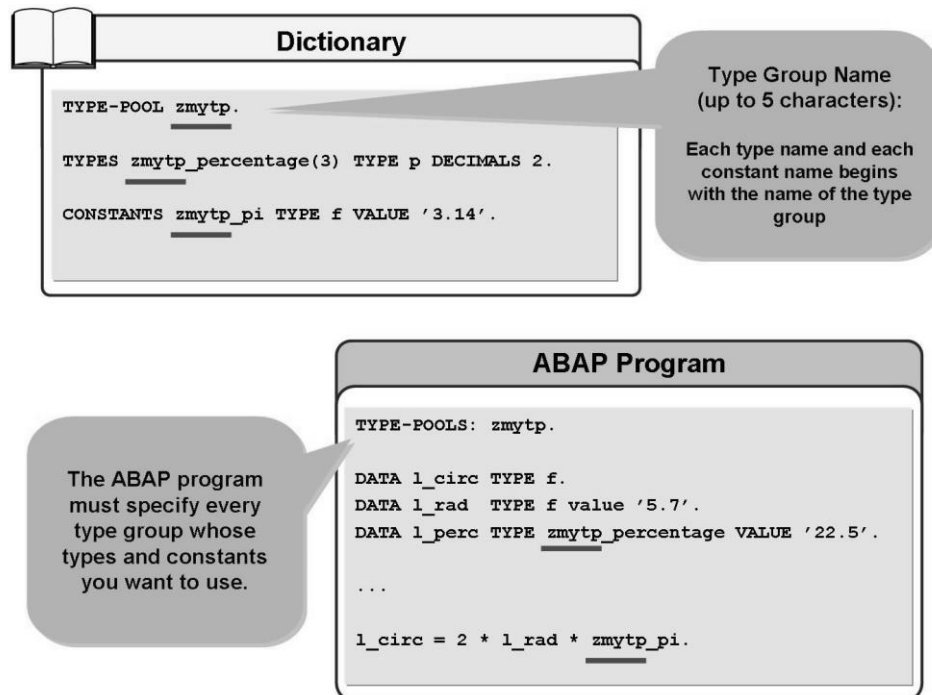 Dictionary
TYPE-POOL zmytp.
TYPES zmytp_percentage(3) TYPE p DECIMALS 2.
CONSTANTS zmytp_pi TYPE f VALUE '3.14'.
Type Group Name
(up to 5 characters):
Each type name and each
constant name begins
with the name of the type
group
ABAP Program
TYPE-POOLS: zmytp.
DATA l_circ TYPE f.
DATA l_rad  TYPE f value '5.7'.
DATA l_perc TYPE zmytp_percentage VALUE '22.5'.
...
l_circ = 2 * l_rad * zmytp_pi.
The ABAP program
must specify every
type group whose
types and constants
you want to use.